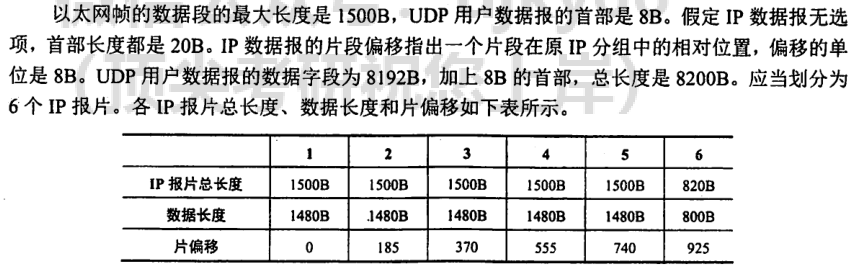 以太网帧的数据段的最大长度是 1500B，UDP 用户数据报的首部是 8B。假定 IP 数据报无选
项，首部长度都是 20B。IP 数据报的片段偏移指出一个片段在原 IP 分组中的相对位置，偏移的单
位是 8B。UDP 用户数据报的数据字段为 8192B，加上 8B 的首部，总长度是 8200B。应当划分为
6 个 IP 报片。各 IP 报片总长度、数据长度和片偏移如下表所示。
1 2 3 4 5 6
IP 报片总长度 1500B 1500B 1500B 1500B 1500B 820B
数据长度 1480B .1480B 1480B 1480B 1480B 800B
片偏移 0 185 370 555 740 925